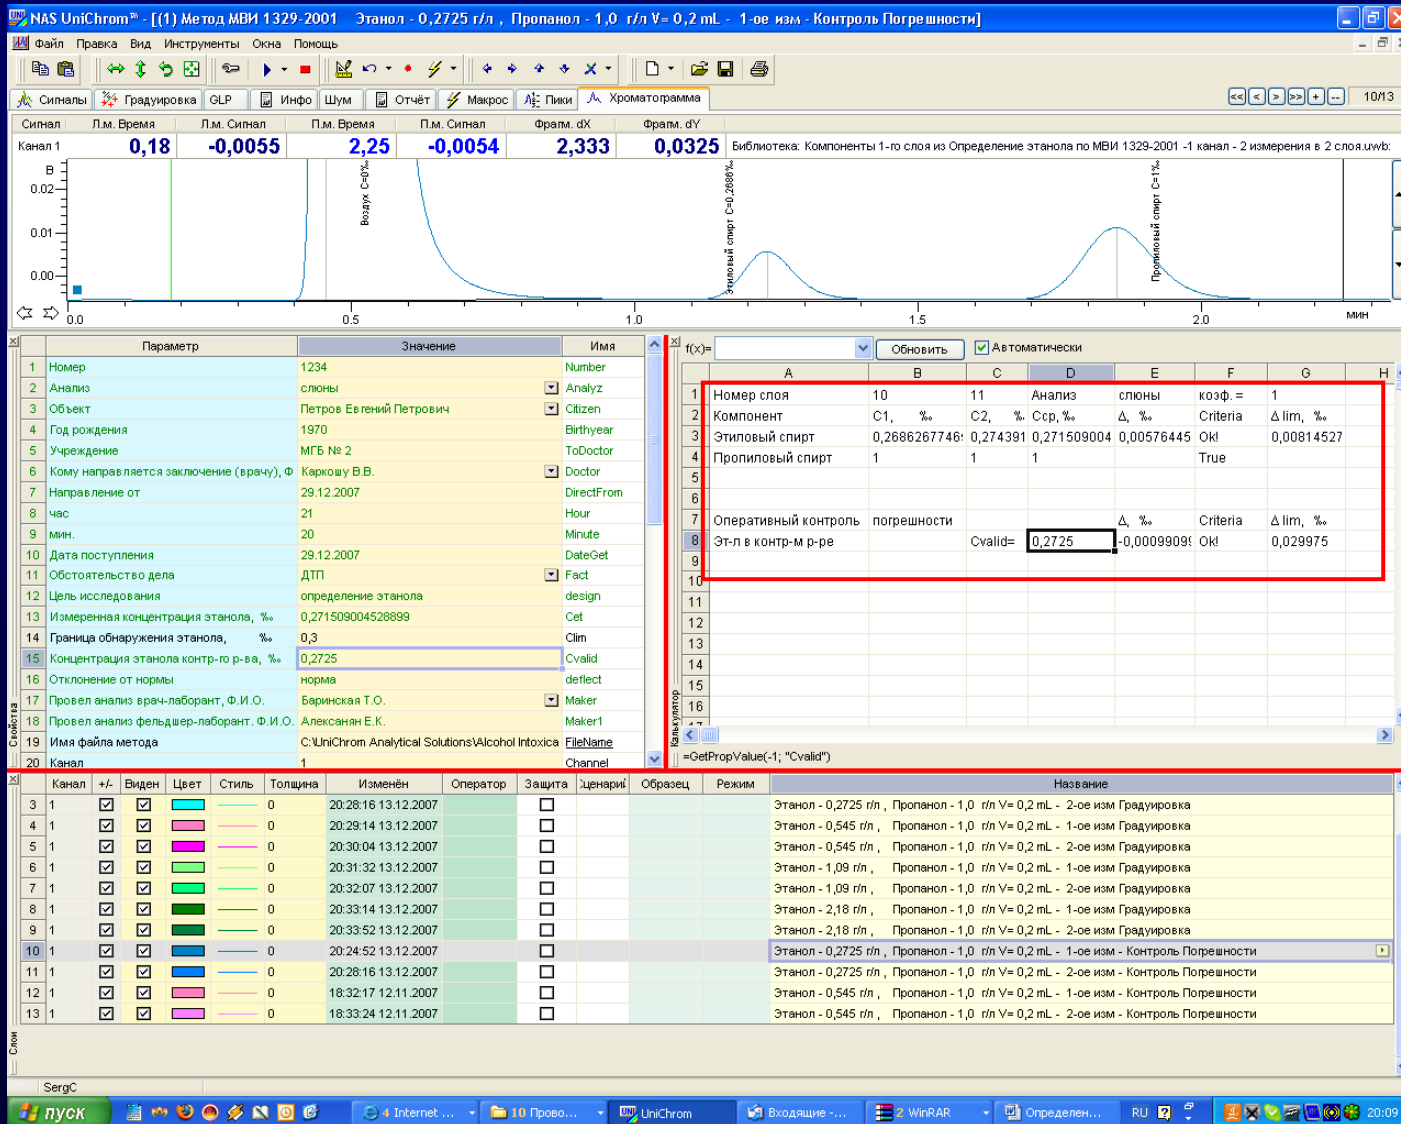 NAS UniChrom™ - [(1) Метод МВИ 1329-2001 Этанол - 0,2725 г/л , Пропанол - 1,0 г/л V= 0,2 mL - 1-ое изм - Контроль Погрешности]
Файл Правка Вид Инструменты Окна Помощь
Сигналы Градуировка GLP Инфо Шум Отчёт Макрос Пики Хроматограмма << < > >> + -- 10/13
Сигнал Л.м. Время Л.м. Сигнал П.м. Время П.м. Сигнал Фрагм. dX Фрагм. dY
Канал 1 0,18 -0,0055 2,25 -0,0054 2,333 0,0325 Библиотека: Компоненты 1-го слоя из Определение этанола по МВИ 1329-2001 -1 канал - 2 измерения в 2 слоя.uwb:
В
0.02
0.01
0.00
Воздух С=0‰
Этиловый спирт С=0,2686‰
Пропиловый спирт С=1‰
0.0 0.5 1.0 1.5 2.0 мин
Параметр Значение Имя
1 Номер 1234 Number
2 Анализ слюны Analyz
3 Объект Петров Евгений Петрович Citizen
4 Год рождения 1970 Birthyear
5 Учреждение МГБ № 2 ToDoctor
6 Кому направляется заключение (врачу), Ф Каркошу В.В. Doctor
7 Направление от 29.12.2007 DirectFrom
8 час 21 Hour
9 мин. 20 Minute
10 Дата поступления 29.12.2007 DateGet
11 Обстоятельство дела ДТП Fact
12 Цель исследования определение этанола design
13 Измеренная концентрация этанола, ‰ 0,271509004528899 Cet
14 Граница обнаружения этанола, ‰ 0,3 Clim
15 Концентрация этанола контр-го р-ва, ‰ 0,2725 Cvalid
16 Отклонение от нормы норма deflect
17 Провел анализ врач-лаборант, Ф.И.О. Баринская Т.О. Maker
18 Провел анализ фельдшер-лаборант. Ф.И.О. Алексанян Е.К. Maker1
19 Имя файла метода C:\UniChrom Analytical Solutions\Alcohol Intoxica FileName
20 Канал 1 Channel
Свойства
f(x)= Обновить Автоматически
A B C D E F G H
1 Номер слоя 10 11 Анализ слюны коэф. = 1
2 Компонент C1, ‰ C2, ‰ Сср, ‰ Δ, ‰ Criteria Δ lim, ‰
3 Этиловый спирт 0,2686267746 0,274391 0,271509004 0,00576445 Ok! 0,00814527
4 Пропиловый спирт 1 1 1 True
5
6
7 Оперативный контроль погрешности Δ, ‰ Criteria Δ lim, ‰
8 Эт-л в контр-м р-ре Cvalid= 0,2725 -0,00099099 Ok! 0,029975
9
10
11
12
13
14
15
16
17
Калькулятор
=GetPropValue(-1; "Cvalid")
Канал +/- Виден Цвет Стиль Толщина Изменён Оператор Защита Сценарий Образец Режим Название
3 1 0 20:28:16 13.12.2007 Этанол - 0,2725 г/л , Пропанол - 1,0 г/л V= 0,2 mL - 2-ое изм Градуировка
4 1 0 20:29:14 13.12.2007 Этанол - 0,545 г/л , Пропанол - 1,0 г/л V= 0,2 mL - 1-ое изм Градуировка
5 1 0 20:30:04 13.12.2007 Этанол - 0,545 г/л , Пропанол - 1,0 г/л V= 0,2 mL - 2-ое изм Градуировка
6 1 0 20:31:32 13.12.2007 Этанол - 1,09 г/л , Пропанол - 1,0 г/л V= 0,2 mL - 1-ое изм Градуировка
7 1 0 20:32:07 13.12.2007 Этанол - 1,09 г/л , Пропанол - 1,0 г/л V= 0,2 mL - 2-ое изм Градуировка
8 1 0 20:33:14 13.12.2007 Этанол - 2,18 г/л , Пропанол - 1,0 г/л V= 0,2 mL - 1-ое изм Градуировка
9 1 0 20:33:52 13.12.2007 Этанол - 2,18 г/л , Пропанол - 1,0 г/л V= 0,2 mL - 2-ое изм Градуировка
10 1 0 20:24:52 13.12.2007 Этанол - 0,2725 г/л , Пропанол - 1,0 г/л V= 0,2 mL - 1-ое изм - Контроль Погрешности
11 1 0 20:28:16 13.12.2007 Этанол - 0,2725 г/л , Пропанол - 1,0 г/л V= 0,2 mL - 2-ое изм - Контроль Погрешности
12 1 0 18:32:17 12.11.2007 Этанол - 0,545 г/л , Пропанол - 1,0 г/л V= 0,2 mL - 1-ое изм - Контроль Погрешности
13 1 0 18:33:24 12.11.2007 Этанол - 0,545 г/л , Пропанол - 1,0 г/л V= 0,2 mL - 2-ое изм - Контроль Погрешности
Слои
SergC
пуск 4 Internet ... 10 Прово... UniChrom Входящие -... 2 WinRAR Определен... RU 20:09